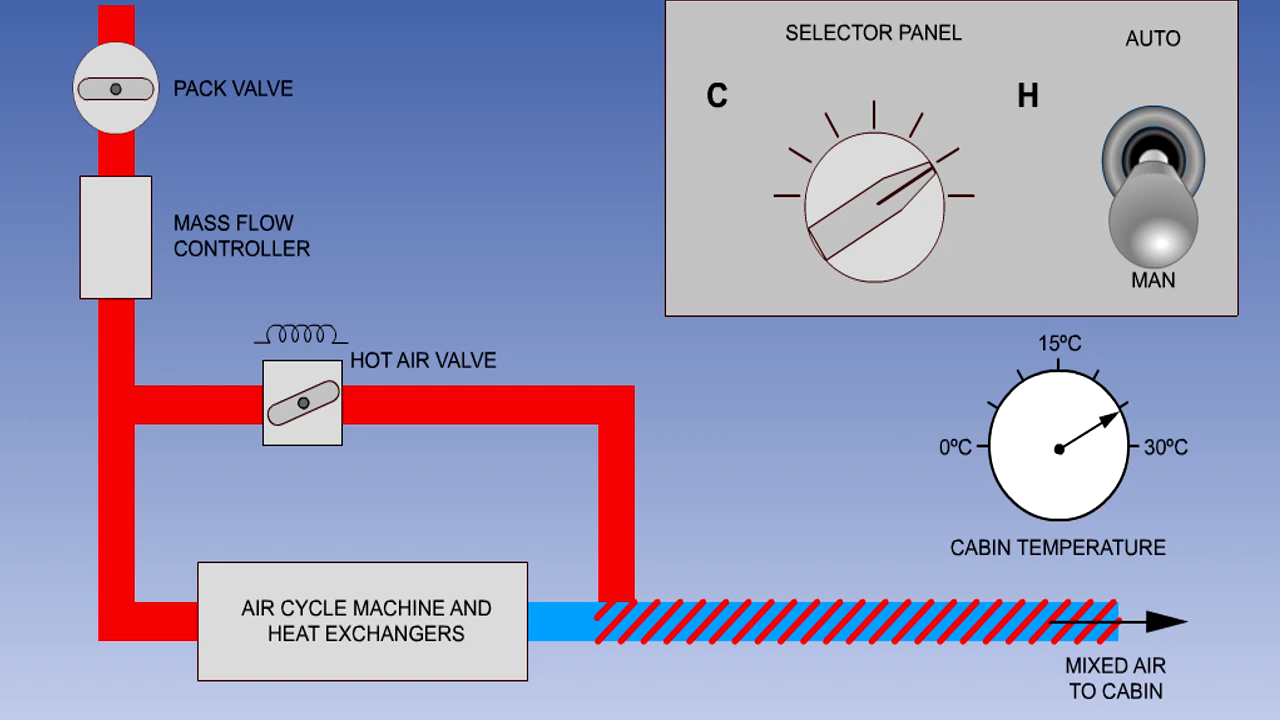 SELECTOR PANEL
AUTO
C
H
PACK VALVE
MASS FLOW
CONTROLLER
MAN
HOT AIR VALVE
15ºC
0ºC
30ºC
CABIN TEMPERATURE
AIR CYCLE MACHINE AND
HEAT EXCHANGERS
MIXED AIR
TO CABIN